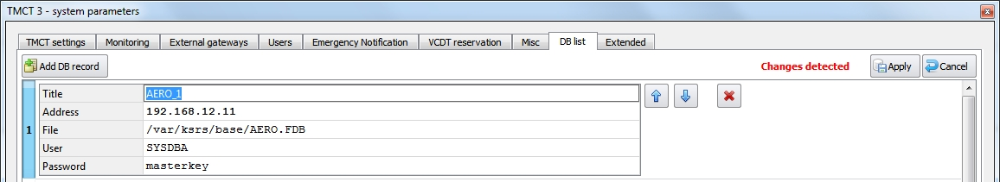 TMCT 3 - system parameters
TMCT settings Monitoring External gateways Users Emergency Notification VCDT reservation Misc DB list Extended
Add DB record Changes detected Apply Cancel
Title AERO_1
Address 192.168.12.11
1 File /var/ksrs/base/AERO.FDB
User SYSDBA
Password masterkey